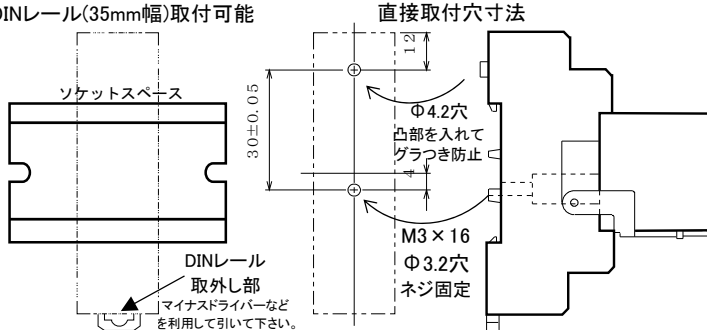 DINレール(35mm幅)取付可能
直接取付穴寸法
ソケットスペース
12
30±0.05
Φ4.2穴
凸部を入れて
グラつき防止
4
M3×16
Φ3.2穴
ネジ固定
DINレール
取外し部
マイナスドライバーなど
を利用して引いて下さい。